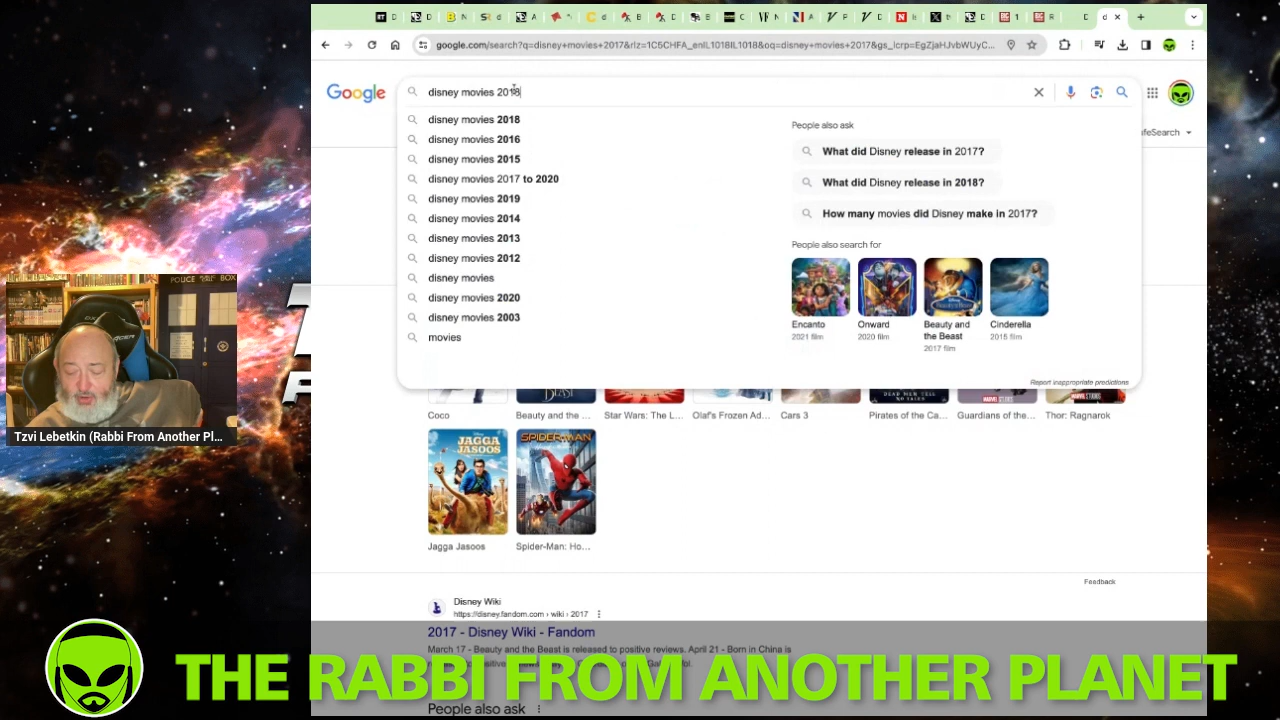 google.com/search?q=disney+movies+2017&rlz=1C5CHFA_enIL1018IL1018&oq=disney+movies+2017&gs_lcrp=EgZjaHJvbWUyC...
Google
disney movies 2018
feSearch
disney movies 2018
disney movies 2016
disney movies 2015
disney movies 2017 to 2020
disney movies 2019
disney movies 2014
disney movies 2013
disney movies 2012
disney movies
disney movies 2020
disney movies 2003
movies
People also ask
What did Disney release in 2017?
What did Disney release in 2018?
How many movies did Disney make in 2017?
People also search for
Encanto
2021 film
Onward
2020 film
Beauty and
the Beast
2017 film
Cinderella
2015 film
Report inappropriate predictions
Coco
Beauty and the ...
Star Wars: The L...
Olaf's Frozen Ad...
Cars 3
Pirates of the Ca...
Guardians of the...
Thor: Ragnarok
JAGGA
JASOOS
SPIDER-MAN
Jagga Jasoos
Spider-Man: Ho...
Feedback
Disney Wiki
https://disney.fandom.com › wiki › 2017
2017 - Disney Wiki - Fandom
March 17 - Beauty and the Beast is released to positive reviews. April 21 - Born in China is
People also ask
POLICE BOX
Tzvi Lebetkin (Rabbi From Another Pl...
THE RABBI FROM ANOTHER PLANET